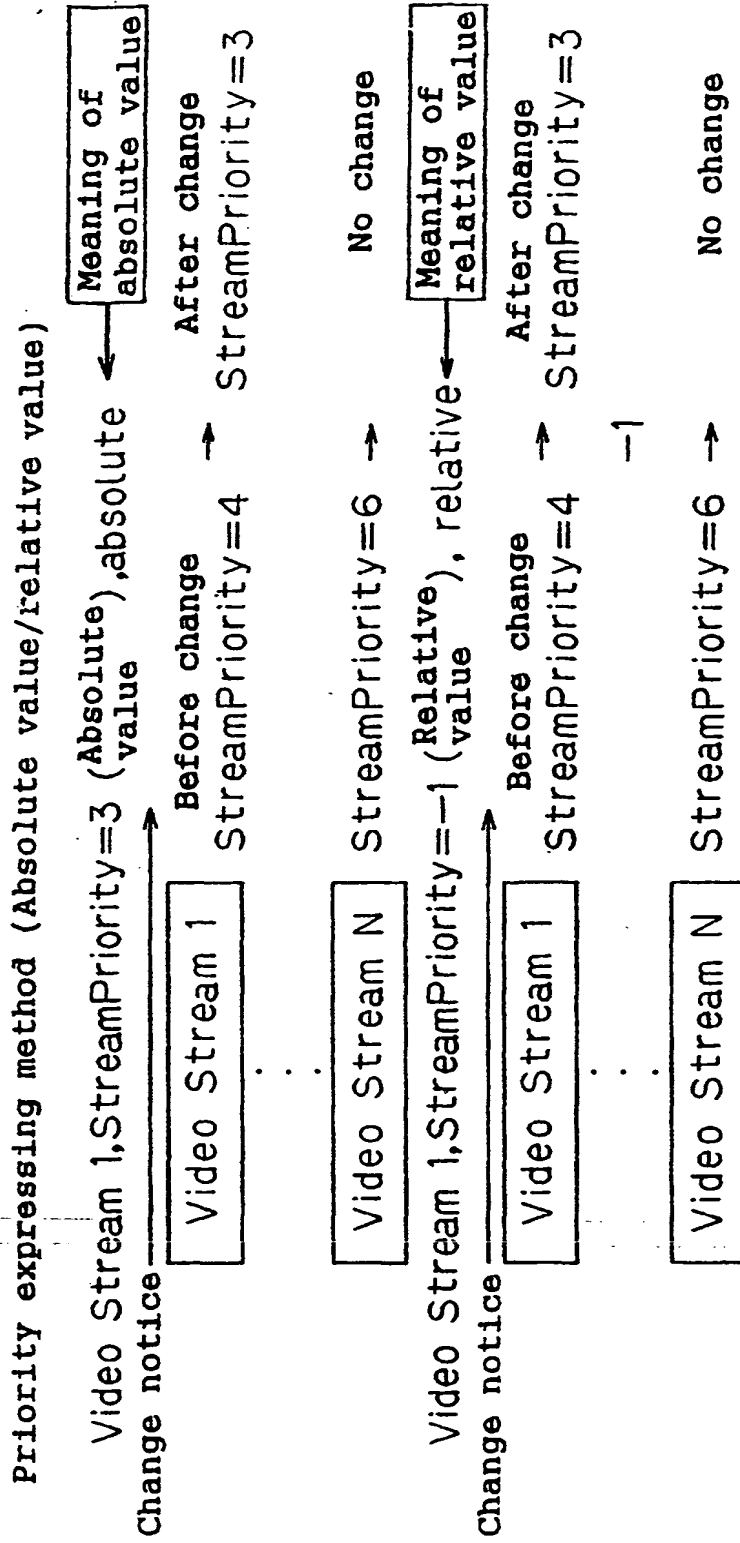 Priority expressing method (Absolute value/relative value)
Video Stream 1,StreamPriority=3 (Absolute value),absolute
Meaning of
absolute value
Change notice
Before change
After change
Video Stream 1
StreamPriority=4 → StreamPriority=3
Video Stream N
StreamPriority=6 → No change
Video Stream 1,StreamPriority=-1 (Relative value), relative
Meaning of
relative value
Change notice
Before change
After change
Video Stream 1
StreamPriority=4 → StreamPriority=3
-1
Video Stream N
StreamPriority=6 → No change